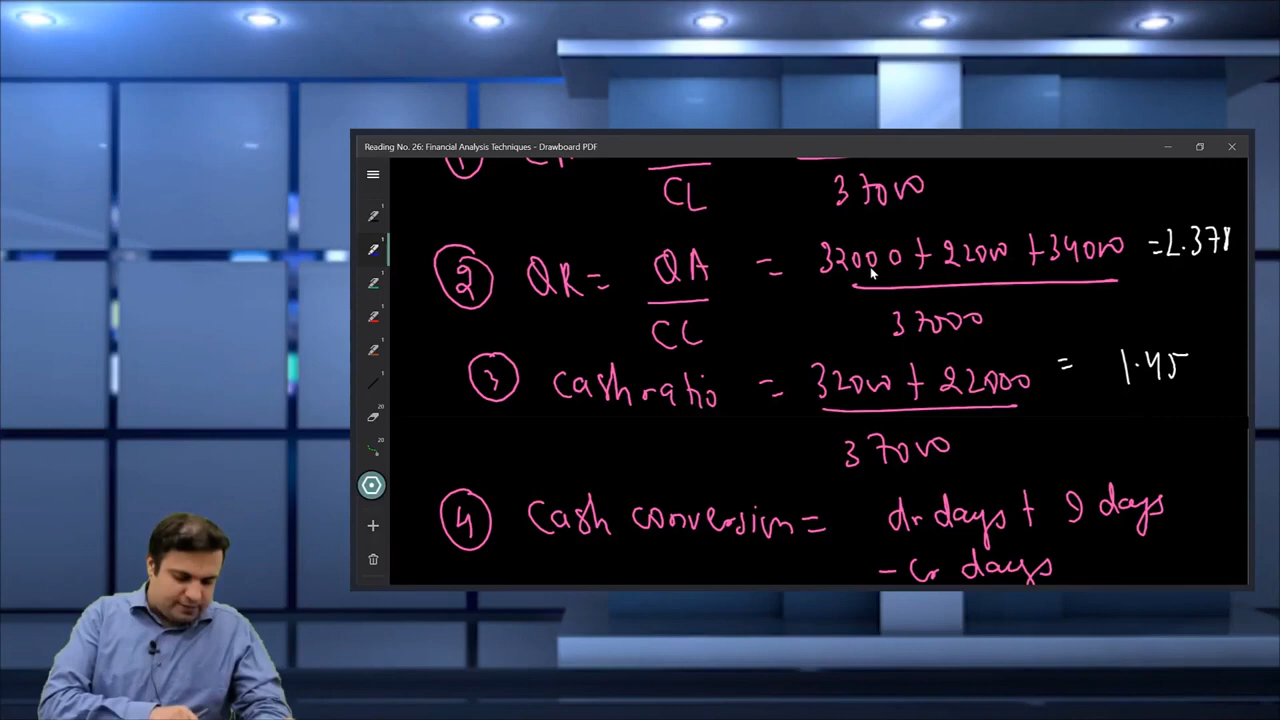 Reading No. 26: Financial Analysis Techniques - Drawboard PDF
1
CL
37000
2 QR = QA = 32000 + 22000 + 34000 = 2.378
CL
37000
3 Cash ratio = 32000 + 22000 = 1.45
37000
4 Cash conversion = dr days + I days
- Cr days